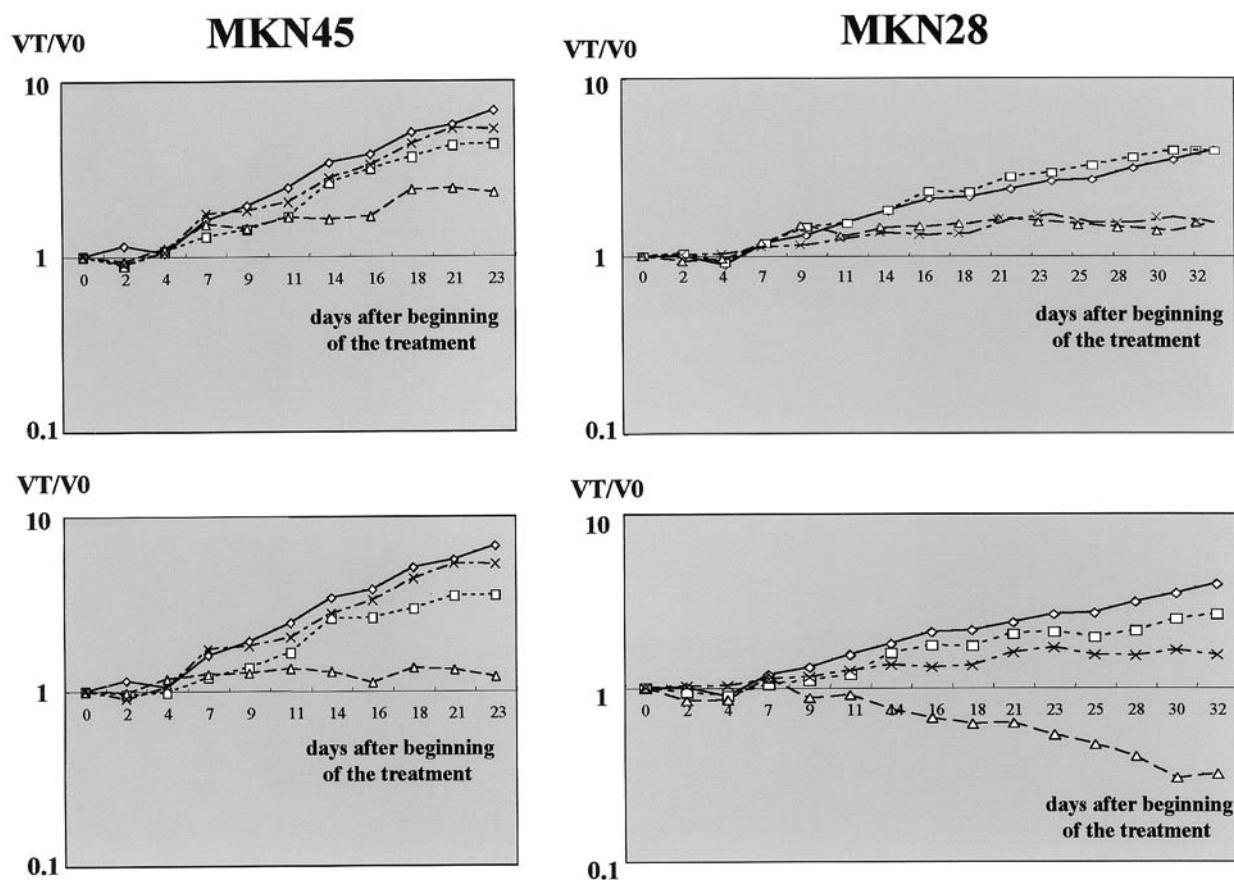 MKN45
MKN28
VT/V0
VT/V0
10
1
0.1
0 2 4 7 9 11 14 16 18 21 23
days after beginning
of the treatment
10
1
0.1
0 2 4 7 9 11 14 16 18 21 23 25 28 30 32
days after beginning
of the treatment
VT/V0
10
1
0.1
0 2 4 7 9 11 14 16 18 21 23
days after beginning
of the treatment
VT/V0
10
1
0.1
0 2 4 7 9 11 14 16 18 21 23 25 28 30 32
days after beginning
of the treatment